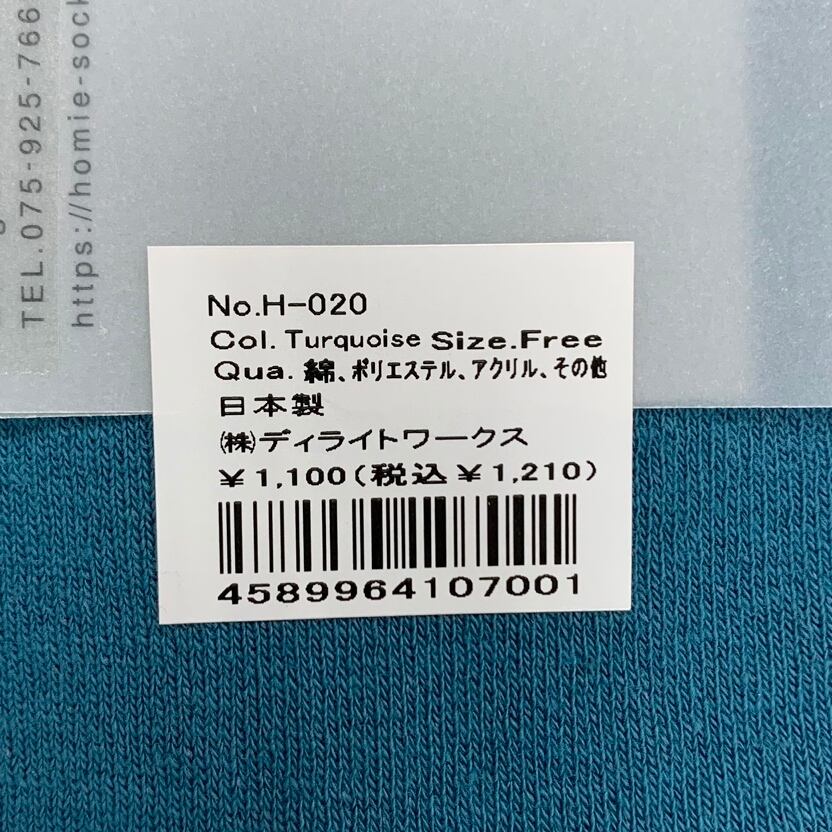 TEL.075-925-766
https://homie-sock
No.H-020
Col. Turquoise Size.Free
Qua. 綿、ポリエステル、アクリル、その他
日本製
㈱ディライトワークス
¥1,100(税込¥1,210)
4589964107001